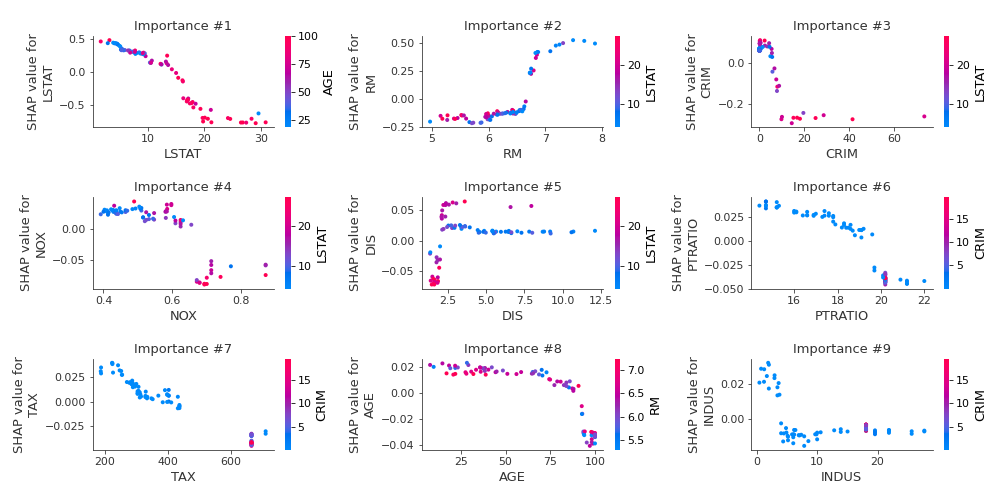 Importance #1
SHAP value for
LSTAT
0.5
0.0
−0.5
10
20
30
LSTAT
100
75
50
25
AGE
Importance #2
SHAP value for
RM
0.50
0.25
0.00
−0.25
5
6
7
8
RM
20
10
LSTAT
Importance #3
SHAP value for
CRIM
0.0
−0.2
0
20
40
60
CRIM
20
10
LSTAT
Importance #4
SHAP value for
NOX
0.00
−0.05
0.4
0.6
0.8
NOX
20
10
LSTAT
Importance #5
SHAP value for
DIS
0.05
0.00
−0.05
2.5
5.0
7.5
10.0
12.5
DIS
20
10
LSTAT
Importance #6
SHAP value for
PTRATIO
0.025
0.000
−0.025
−0.050
16
18
20
22
PTRATIO
15
10
5
CRIM
Importance #7
SHAP value for
TAX
0.025
0.000
−0.025
200
400
600
TAX
15
10
5
CRIM
Importance #8
SHAP value for
AGE
0.02
0.00
−0.02
−0.04
25
50
75
100
AGE
7.0
6.5
6.0
5.5
RM
Importance #9
SHAP value for
INDUS
0.02
0.00
0
10
20
INDUS
15
10
5
CRIM